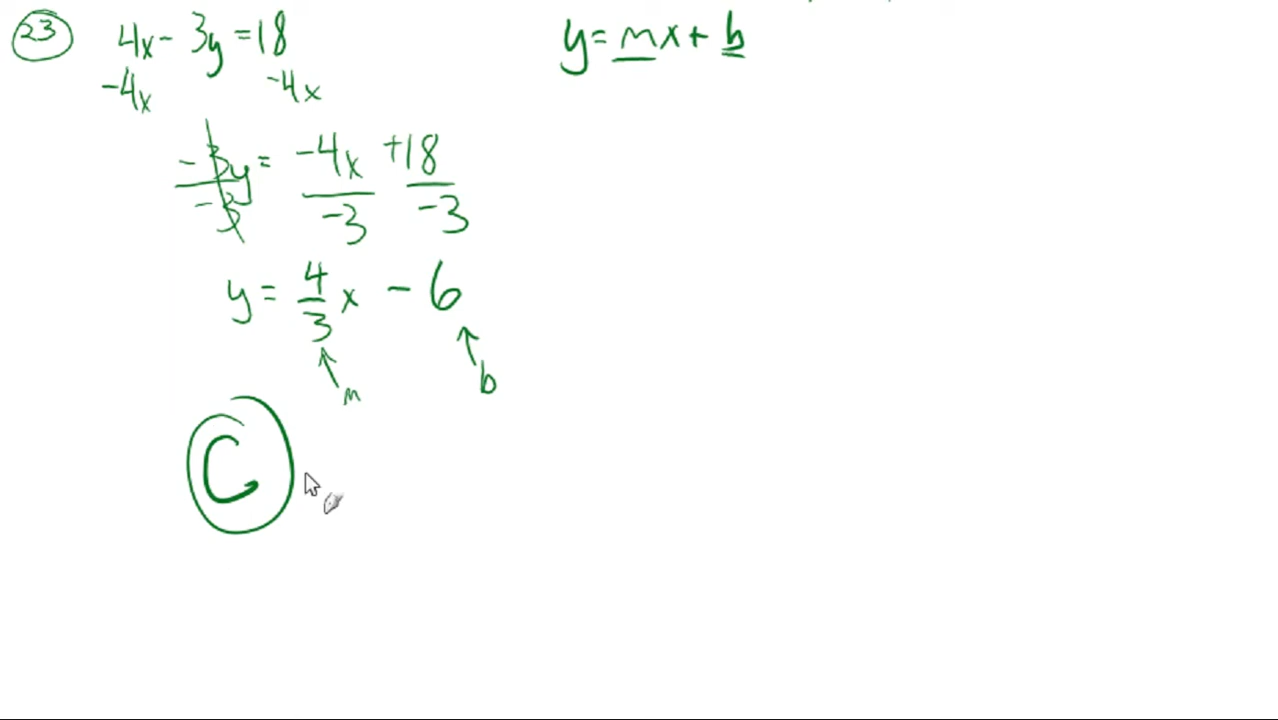 23 4x - 3y = 18
y = mx + b
-4x -4x
-3y = -4x +18
-3 -3 -3
y = 4/3 x - 6
m b
C